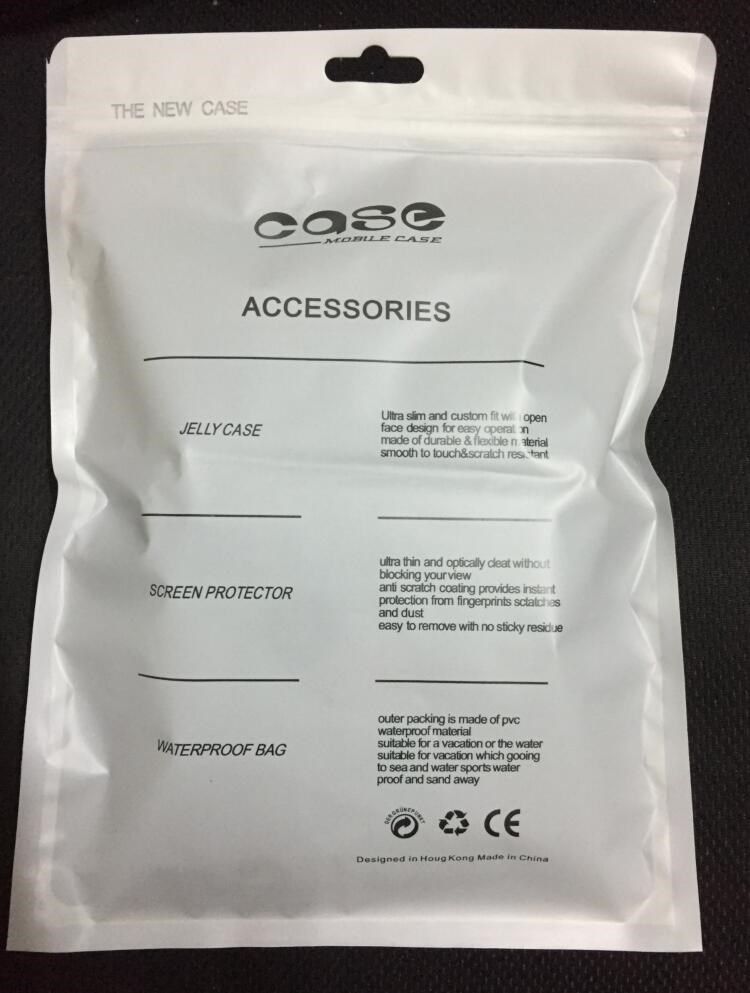 THE NEW CASE
case
MOBILE CASE
ACCESSORIES
JELLY CASE
Ultra slim and custom fit with open
face design for easy operation
made of durable & flexible material
smooth to touch&scratch resistant
SCREEN PROTECTOR
ultra thin and optically cleat without
blocking your view
anti scratch coating provides instant
protection from fingerprints sctatches
and dust
easy to remove with no sticky residue
WATERPROOF BAG
outer packing is made of pvc
waterproof material
suitable for a vacation or the water
suitable for vacation which gooing
to sea and water sports water
proof and sand away
DER GRÜNE PUNKT
CE
Designed in Houg Kong Made in China